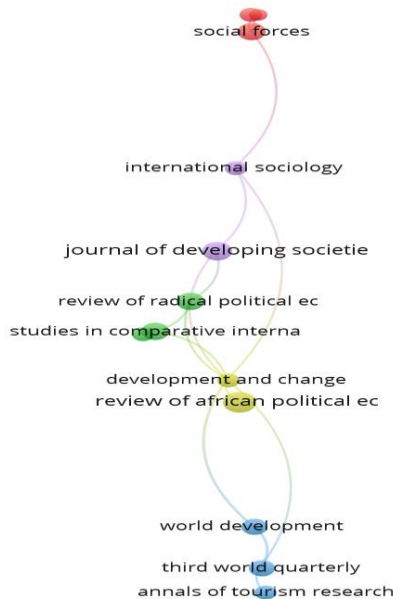 social forces
international sociology
journal of developing societie
review of radical political ec
studies in comparative interna
development and change
review of african political ec
world development
third world quarterly
annals of tourism research